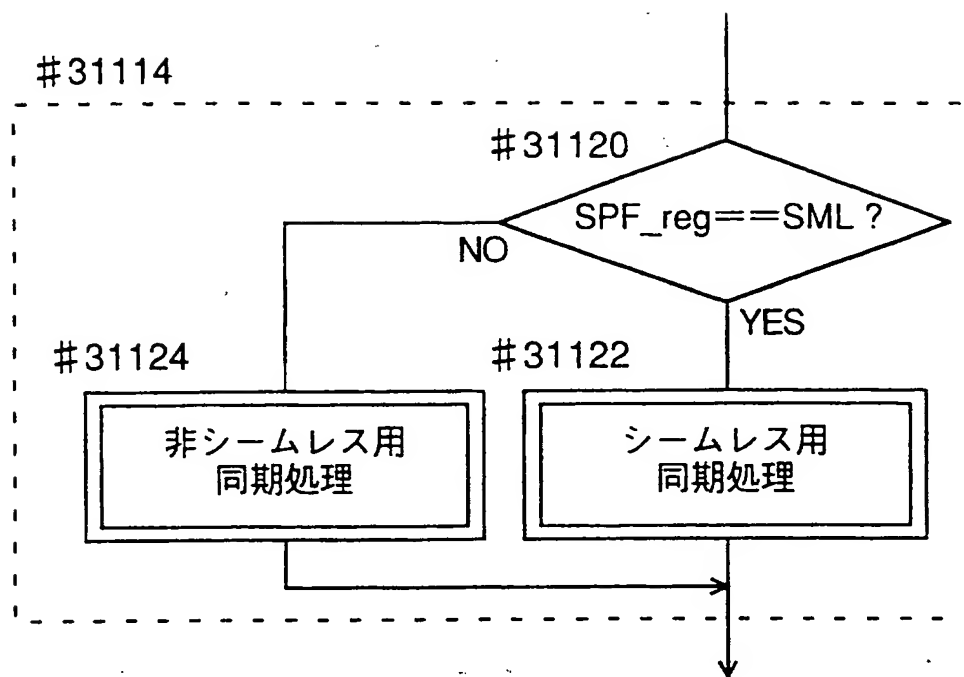 #31114
#31120
SPF_reg==SML ?
NO
YES
#31124
#31122
非シームレス用
同期処理
シームレス用
同期処理